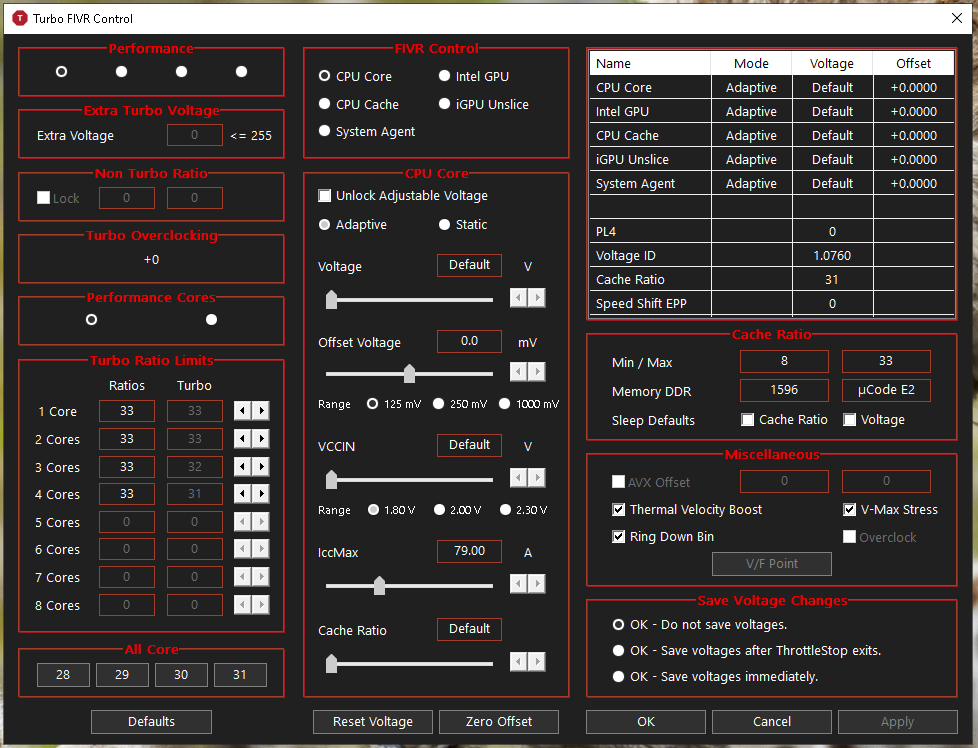 T Turbo FIVR Control
Performance
Extra Turbo Voltage
Extra Voltage 0 <= 255
Non Turbo Ratio
Lock 0 0
Turbo Overclocking
+0
Performance Cores
Turbo Ratio Limits
Ratios Turbo
1 Core 33 33
2 Cores 33 33
3 Cores 33 32
4 Cores 33 31
5 Cores 0 0
6 Cores 0 0
7 Cores 0 0
8 Cores 0 0
All Core
28 29 30 31
Defaults
FIVR Control
CPU Core Intel GPU
CPU Cache iGPU Unslice
System Agent
CPU Core
Unlock Adjustable Voltage
Adaptive Static
Voltage Default V
Offset Voltage 0.0 mV
Range 125 mV 250 mV 1000 mV
VCCIN Default V
Range 1.80 V 2.00 V 2.30 V
IccMax 79.00 A
Cache Ratio Default
Reset Voltage Zero Offset
Name Mode Voltage Offset
CPU Core Adaptive Default +0.0000
Intel GPU Adaptive Default +0.0000
CPU Cache Adaptive Default +0.0000
iGPU Unslice Adaptive Default +0.0000
System Agent Adaptive Default +0.0000
PL4 0
Voltage ID 1.0760
Cache Ratio 31
Speed Shift EPP 0
Cache Ratio
Min / Max 8 33
Memory DDR 1596 µCode E2
Sleep Defaults Cache Ratio Voltage
Miscellaneous
AVX Offset 0 0
Thermal Velocity Boost V-Max Stress
Ring Down Bin Overclock
V/F Point
Save Voltage Changes
OK - Do not save voltages.
OK - Save voltages after ThrottleStop exits.
OK - Save voltages immediately.
OK Cancel Apply